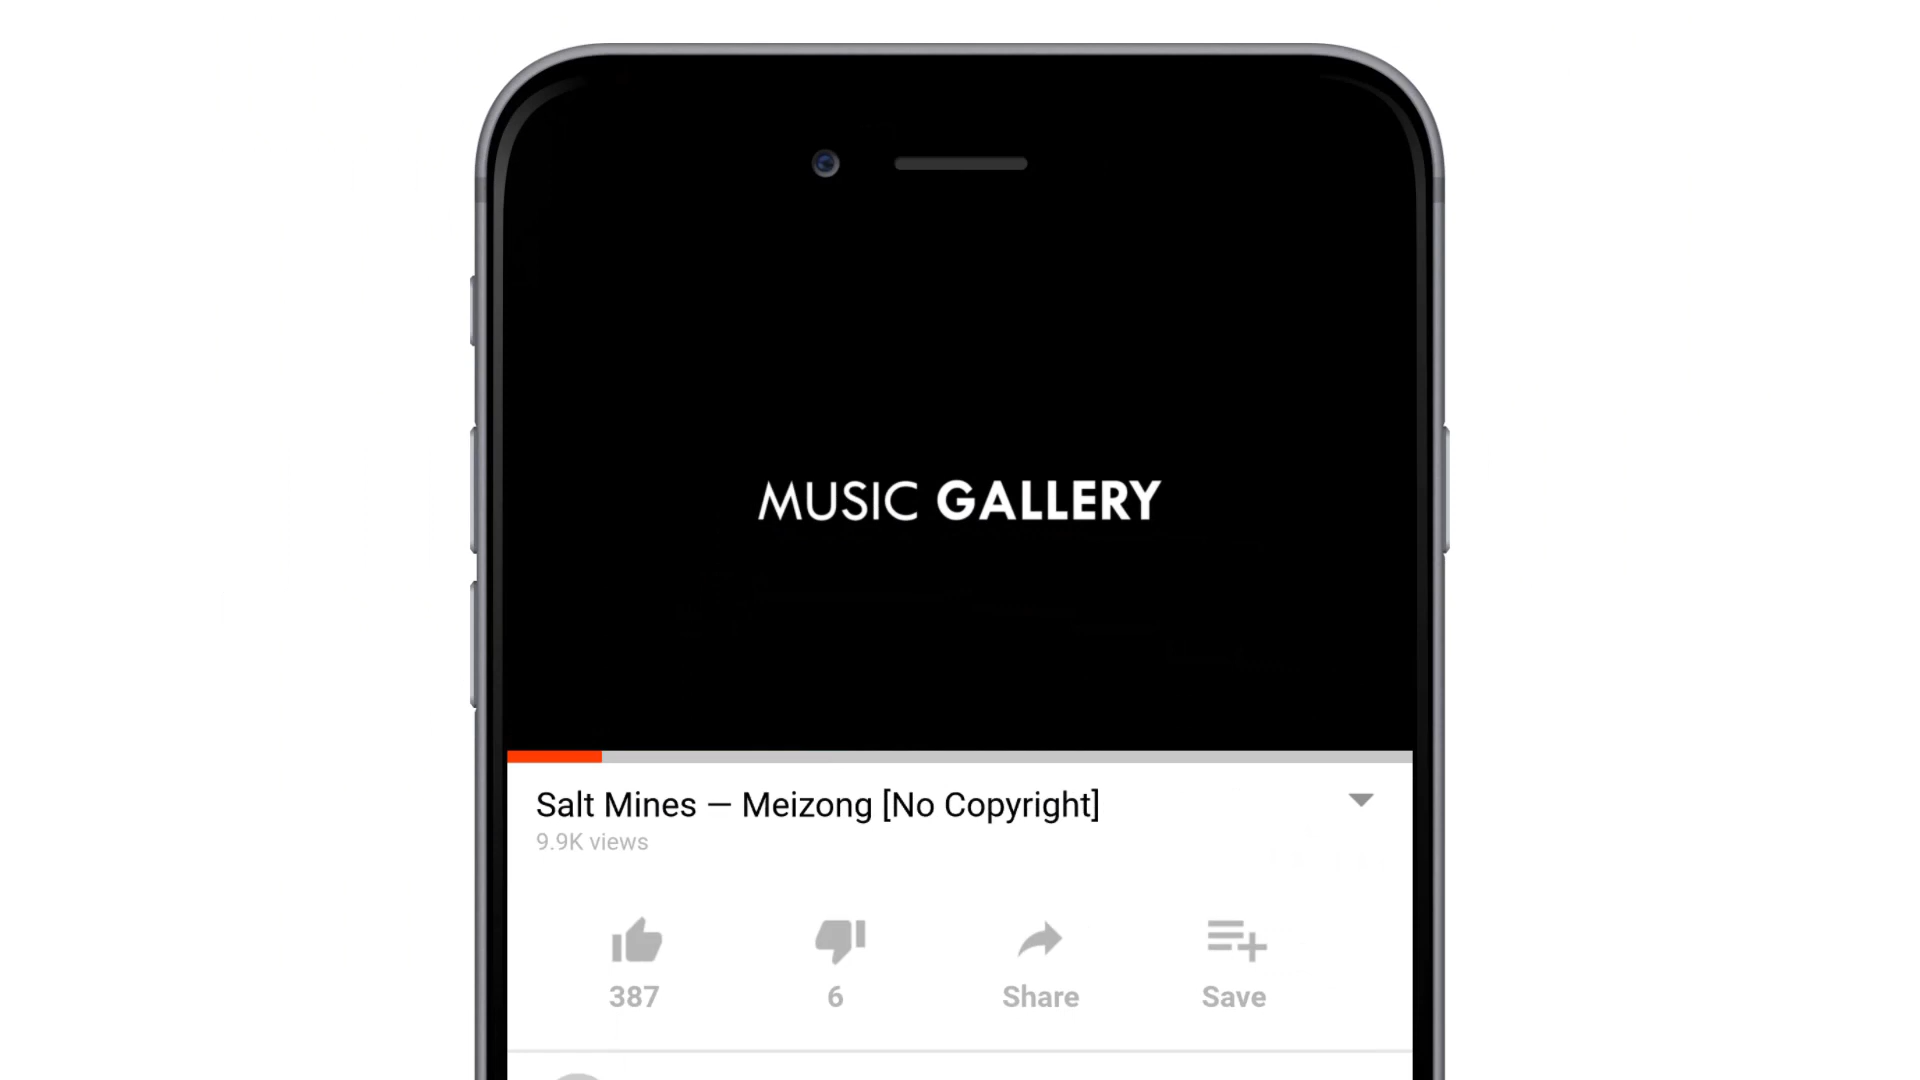 MUSIC GALLERY
Salt Mines — Meizong [No Copyright]
9.9K views
387
6
Share
Save